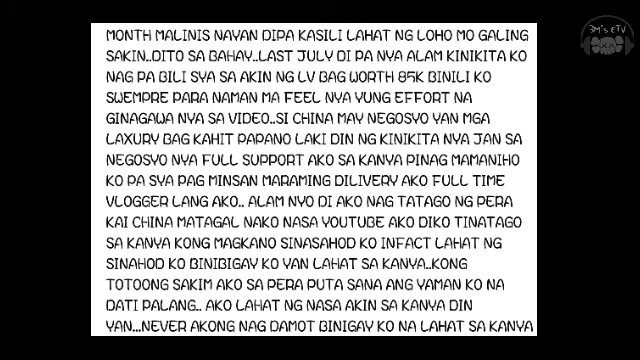 3M's ETV
MONTH MALINIS NAYAN DIPA KASILI LAHAT NG LOHO MO GALING
SAKIN..DITO SA BAHAY..LAST JULY DI PA NYA ALAM KINIKITA KO
NAG PA BILI SYA SA AKIN NG LV BAG WORTH 85K BINILI KO
SWEMPRE PARA NAMAN MA FEEL NYA YUNG EFFORT NA
GINAGAWA NYA SA VIDEO..SI CHINA MAY NEGOSYO YAN MGA
LAXURY BAG KAHIT PAPANO LAKI DIN NG KINIKITA NYA JAN SA
NEGOSYO NYA FULL SUPPORT AKO SA KANYA PINAG MAMANIHO
KO PA SYA PAG MINSAN MARAMING DILIVERY AKO FULL TIME
VLOGGER LANG AKO.. ALAM NYO DI AKO NAG TATAGO NG PERA
KAI CHINA MATAGAL NAKO NASA YOUTUBE AKO DIKO TINATAGO
SA KANYA KONG MAGKANO SINASAHOD KO INFACT LAHAT NG
SINAHOD KO BINIBIGAY KO YAN LAHAT SA KANYA..KONG
TOTOONG SAKIM AKO SA PERA PUTA SANA ANG YAMAN KO NA
DATI PALANG.. AKO LAHAT NG NASA AKIN SA KANYA DIN
YAN...NEVER AKONG NAG DAMOT BINIGAY KO NA LAHAT SA KANYA